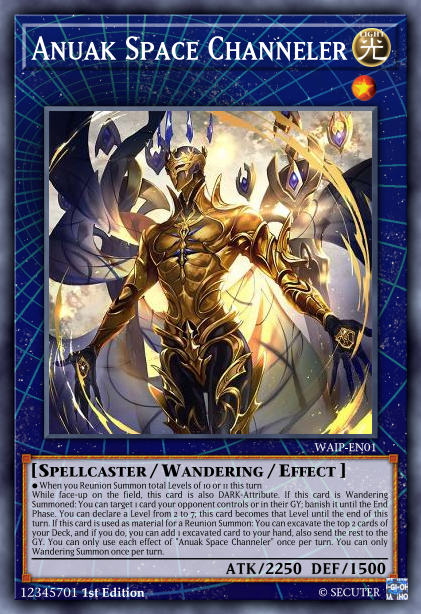 ANUAK SPACE CHANNELER
LIGHT
光
WAIP-EN01
[SPELLCASTER / WANDERING / EFFECT ]
● When you Reunion Summon total Levels of 10 or 11 this turn
While face-up on the field, this card is also DARK-Attribute. If this card is Wandering
Summoned: You can target 1 card your opponent controls or in their GY; banish it until the End
Phase. You can declare a Level from 2 to 7, this card becomes that Level until the end of this
turn. If this card is used as material for a Reunion Summon: You can excavate the top 2 cards of
your Deck, and if you do, you can add 1 excavated card to your hand, also send the rest to the
GY. You can only use each effect of "Anuak Space Channeler" once per turn. You can only
Wandering Summon once per turn.
ATK/2250 DEF/1500
12345701 1st Edition
© SECUTER